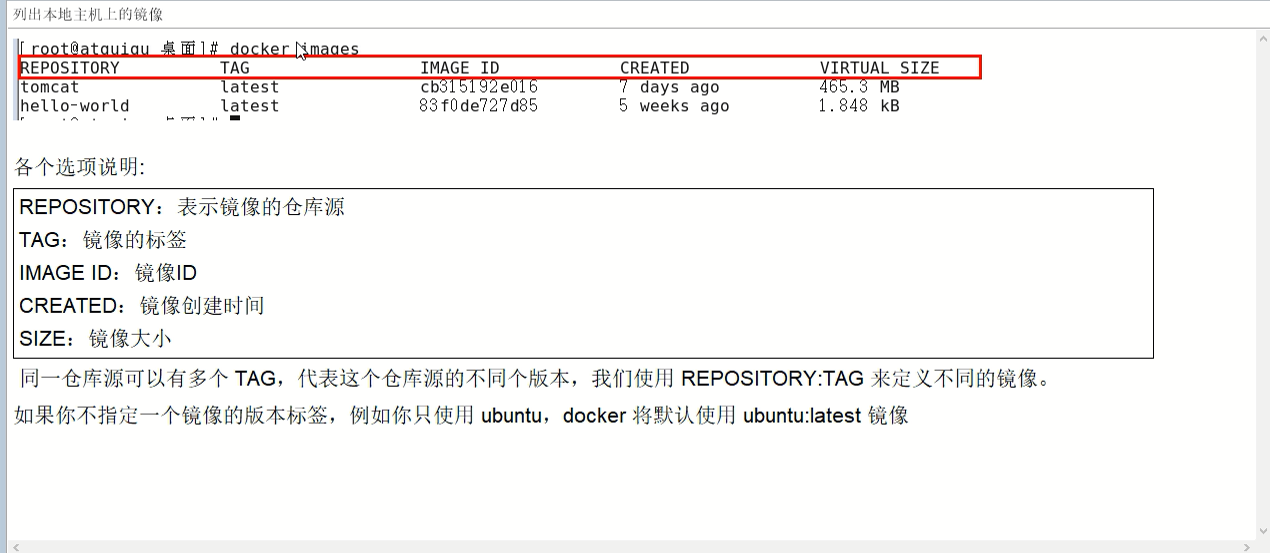 列出本地主机上的镜像
[root@atguigu 桌面]# docker images
REPOSITORY TAG IMAGE ID CREATED VIRTUAL SIZE
tomcat latest cb315192e016 7 days ago 465.3 MB
hello-world latest 83f0de727d85 5 weeks ago 1.848 kB
各个选项说明:
REPOSITORY：表示镜像的仓库源
TAG：镜像的标签
IMAGE ID：镜像ID
CREATED：镜像创建时间
SIZE：镜像大小
同一仓库源可以有多个 TAG，代表这个仓库源的不同个版本，我们使用 REPOSITORY:TAG 来定义不同的镜像。
如果你不指定一个镜像的版本标签，例如你只使用 ubuntu，docker 将默认使用 ubuntu:latest 镜像